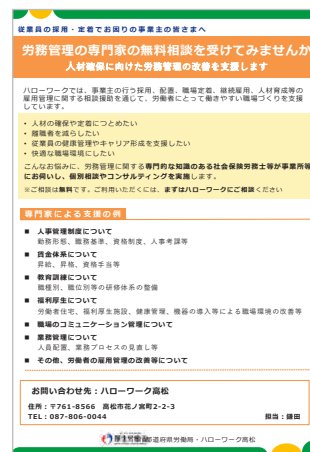 従業員の採用・定着でお困りの事業主の皆さまへ
労務管理の専門家の無料相談を受けてみませんか
人材確保に向けた労務管理の改善を支援します
ハローワークでは、事業主の行う採用、配置、職場定着、継続雇用、人材育成等の
雇用管理に関する相談援助を通じて、労働者にとって働きやすい職場づくりを支援
しています。
・ 人材の確保や定着につとめたい
・ 離職者を減らしたい
・ 従業員の健康管理やキャリア形成を支援したい
・ 快適な職場環境にしたい
こんなお悩みに、労務管理に関する専門的な知識のある社会保険労務士等が事業所等
にお伺いし、個別相談やコンサルティングを実施します。
※ご相談は無料です。ご利用いただくには、まずはハローワークにご相談ください
専門家による支援の例
■ 人事管理制度について
勤務形態、職務基準、資格制度、人事考課等
■ 賃金体系について
昇給、昇格、資格手当等
■ 教育訓練について
職種別、職位別等の研修体系の整備
■ 福利厚生について
労働者住宅、福利厚生施設、健康管理、機器の導入等による職場環境の改善等
■ 職場のコミュニケーション管理について
■ 業務管理について
人員配置、業務プロセスの見直し等
■ その他、労働者の雇用管理の改善等について
お問い合わせ先：ハローワーク高松
住所：〒761-8566 高松市花ノ宮町2-2-3
TEL：087-806-0044 担当：鎌田
厚生労働省 都道府県労働局・ハローワーク高松